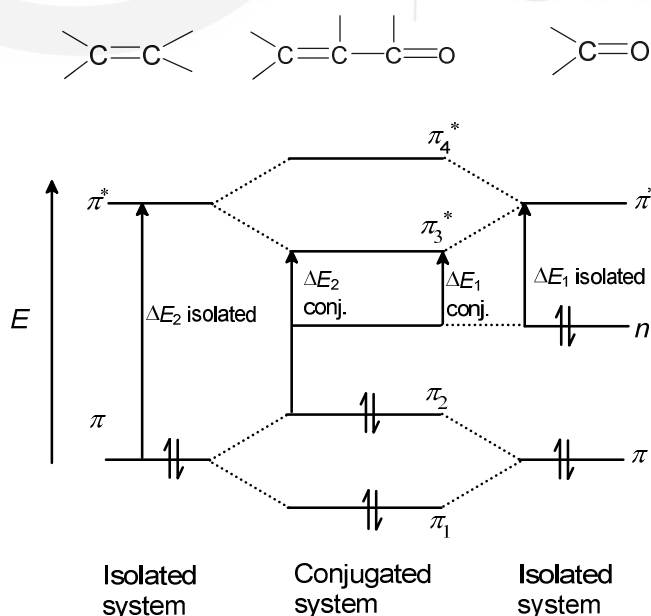 C=C
C=C—C=O
C=O
π₄*
π*
π*
π₃*
ΔE₂ isolated
ΔE₂
conj.
ΔE₁
conj.
ΔE₁ isolated
E
n
π
π₂
π
π₁
Isolated
system
Conjugated
system
Isolated
system